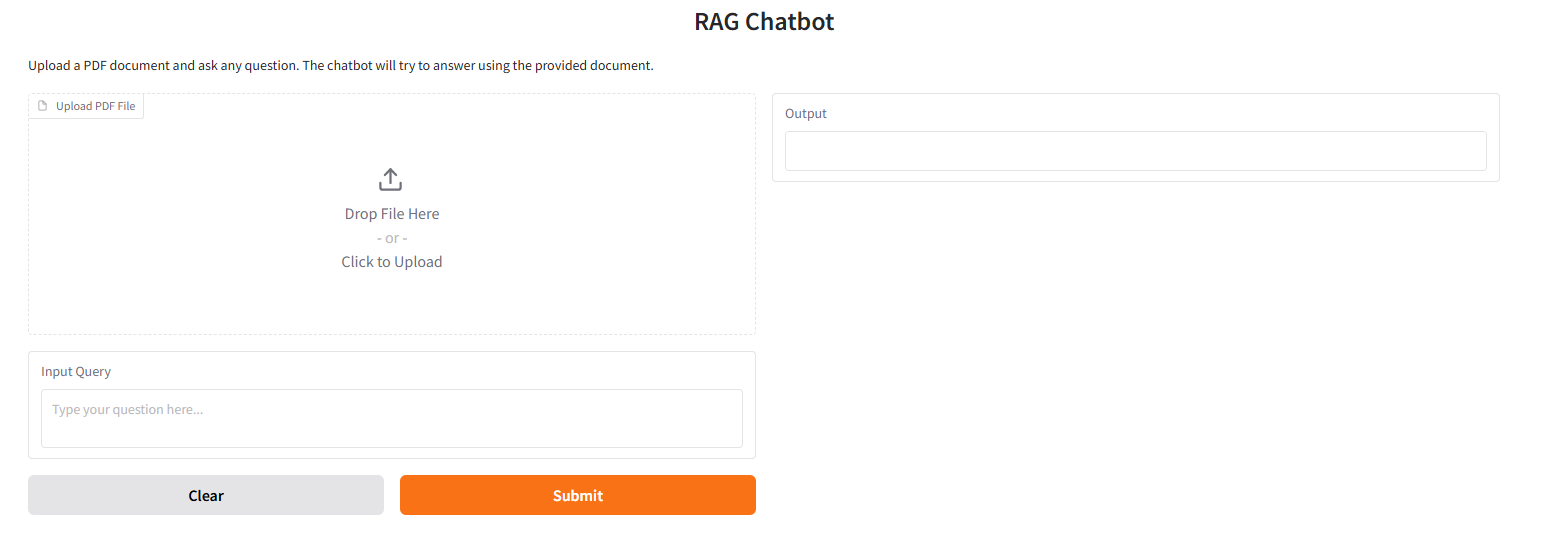 RAG Chatbot
Upload a PDF document and ask any question. The chatbot will try to answer using the provided document.
Upload PDF File
Drop File Here
- or -
Click to Upload
Input Query
Type your question here...
Clear
Submit
Output